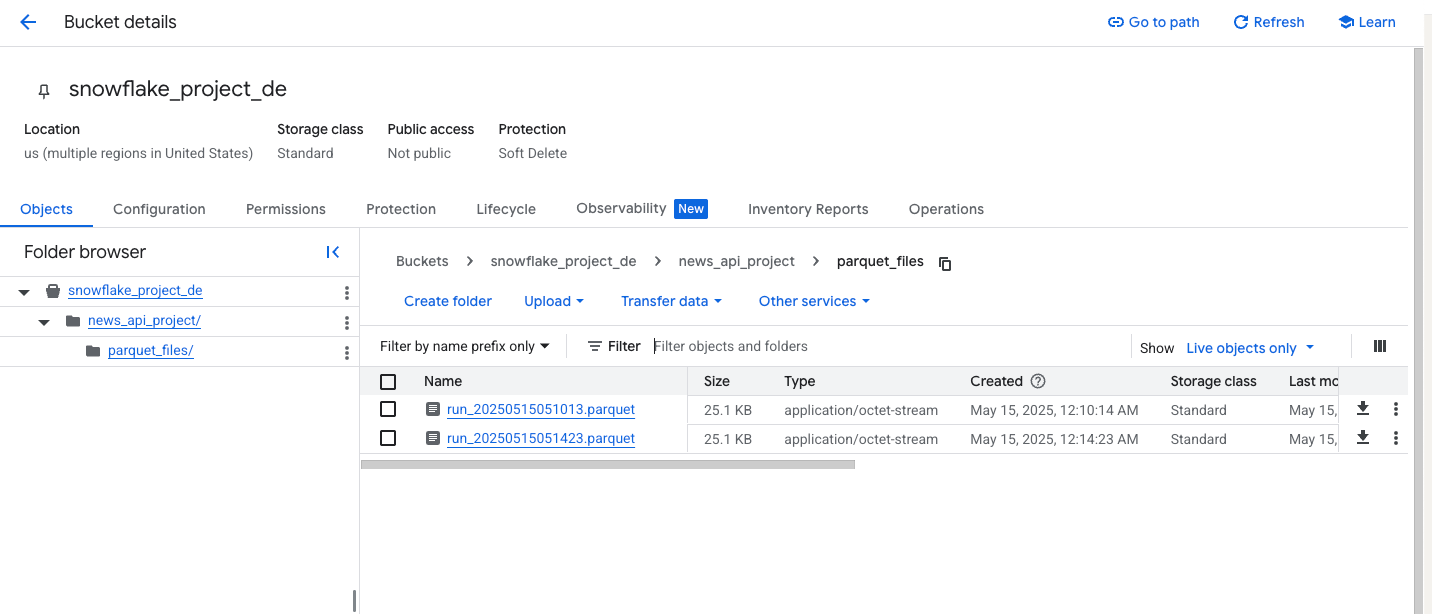 Bucket details
Go to path Refresh Learn
snowflake_project_de
Location Storage class Public access Protection
us (multiple regions in United States) Standard Not public Soft Delete
Objects Configuration Permissions Protection Lifecycle Observability New Inventory Reports Operations
Folder browser
snowflake_project_de
news_api_project/
parquet_files/
Buckets > snowflake_project_de > news_api_project > parquet_files
Create folder Upload Transfer data Other services
Filter by name prefix only Filter Filter objects and folders Show Live objects only
Name Size Type Created Storage class Last mo
run_20250515051013.parquet 25.1 KB application/octet-stream May 15, 2025, 12:10:14 AM Standard May 15,
run_20250515051423.parquet 25.1 KB application/octet-stream May 15, 2025, 12:14:23 AM Standard May 15,